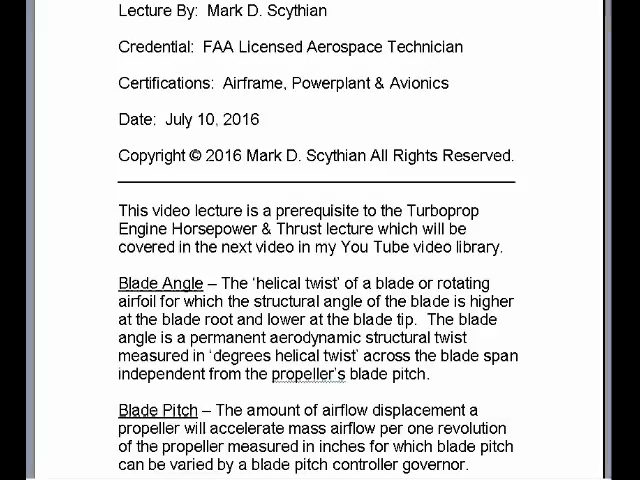 Lecture By:  Mark D. Scythian
Credential:  FAA Licensed Aerospace Technician
Certifications:  Airframe, Powerplant & Avionics
Date:  July 10, 2016
Copyright © 2016 Mark D. Scythian All Rights Reserved.
This video lecture is a prerequisite to the Turboprop
Engine Horsepower & Thrust lecture which will be
covered in the next video in my You Tube video library.
Blade Angle – The ‘helical twist’ of a blade or rotating
airfoil for which the structural angle of the blade is higher
at the blade root and lower at the blade tip.  The blade
angle is a permanent aerodynamic structural twist
measured in ‘degrees helical twist’ across the blade span
independent from the propeller’s blade pitch.
Blade Pitch – The amount of airflow displacement a
propeller will accelerate mass airflow per one revolution
of the propeller measured in inches for which blade pitch
can be varied by a blade pitch controller governor.